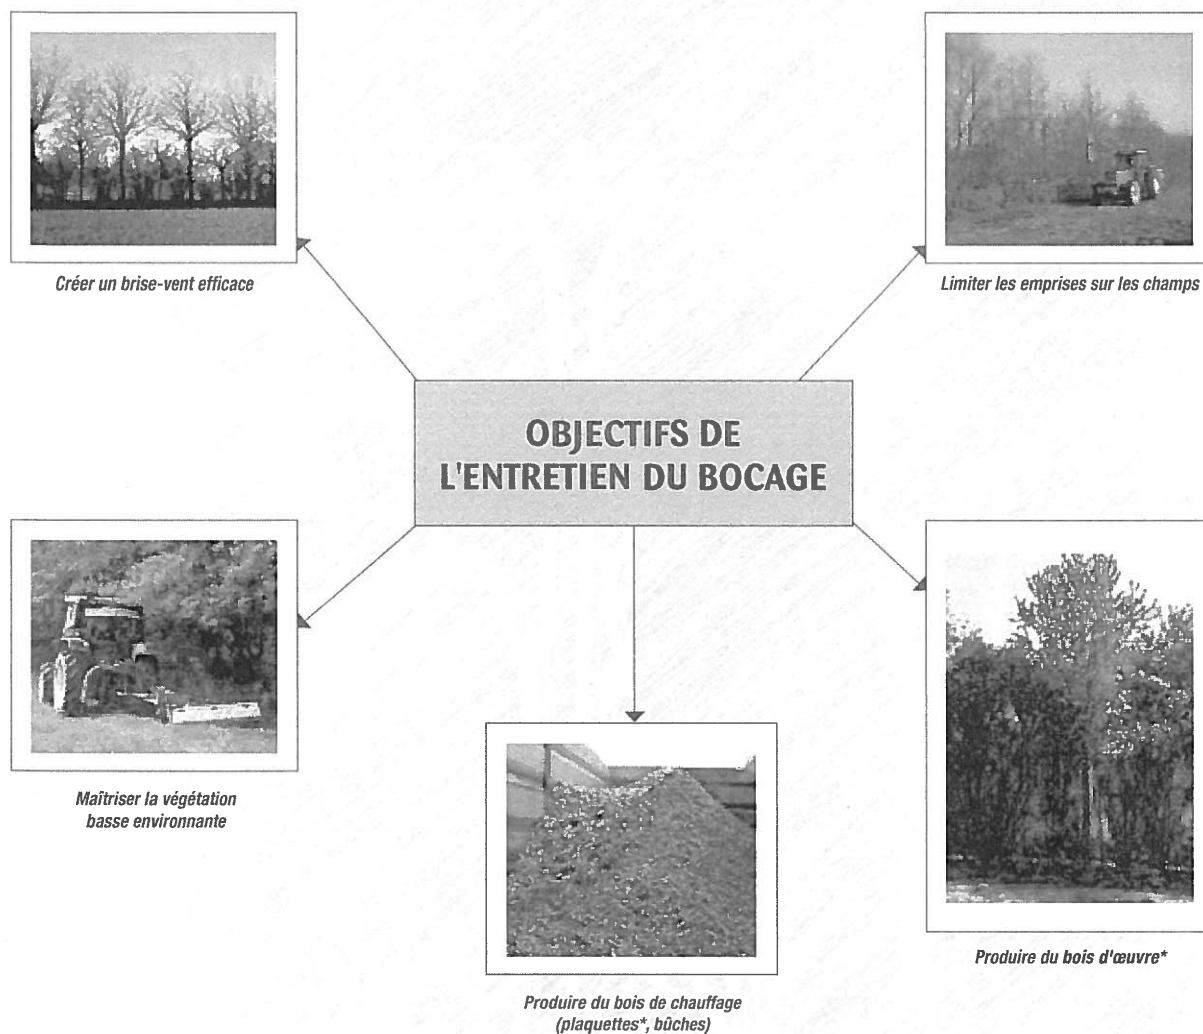 Créer un brise-vent efficace
Limiter les emprises sur les champs
OBJECTIFS DE
L'ENTRETIEN DU BOCAGE
Maîtriser la végétation
basse environnante
Produire du bois de chauffage
(plaquettes*, bûches)
Produire du bois d'œuvre*